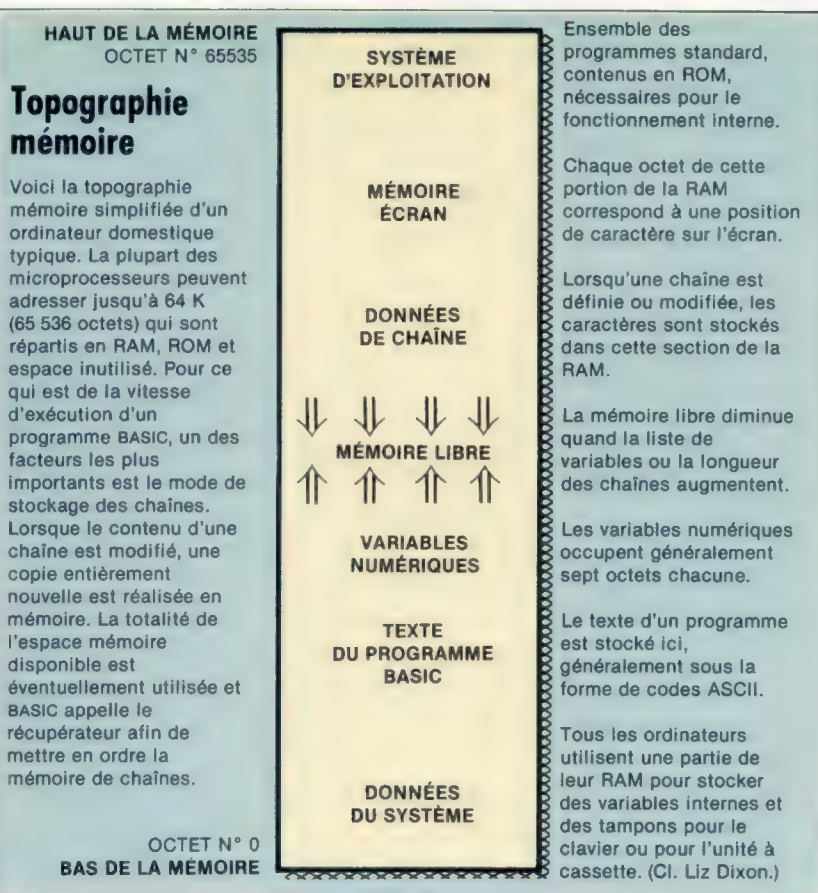 HAUT DE LA MÉMOIRE
OCTET N° 65535
Topographie
mémoire
Voici la topographie
mémoire simplifiée d'un
ordinateur domestique
typique. La plupart des
microprocesseurs peuvent
adresser jusqu'à 64 K
(65 536 octets) qui sont
répartis en RAM, ROM et
espace inutilisé. Pour ce
qui est de la vitesse
d'exécution d'un
programme BASIC, un des
facteurs les plus
importants est le mode de
stockage des chaînes.
Lorsque le contenu d'une
chaîne est modifié, une
copie entièrement
nouvelle est réalisée en
mémoire. La totalité de
l'espace mémoire
disponible est
éventuellement utilisée et
BASIC appelle le
récupérateur afin de
mettre en ordre la
mémoire de chaînes.
OCTET N° 0
BAS DE LA MÉMOIRE
SYSTÈME
D'EXPLOITATION
MÉMOIRE
ÉCRAN
DONNÉES
DE CHAÎNE
MÉMOIRE LIBRE
VARIABLES
NUMÉRIQUES
TEXTE
DU PROGRAMME
BASIC
DONNÉES
DU SYSTÈME
Ensemble des
programmes standard,
contenus en ROM,
nécessaires pour le
fonctionnement interne.
Chaque octet de cette
portion de la RAM
correspond à une position
de caractère sur l'écran.
Lorsqu'une chaîne est
définie ou modifiée, les
caractères sont stockés
dans cette section de la
RAM.
La mémoire libre diminue
quand la liste de
variables ou la longueur
des chaînes augmentent.
Les variables numériques
occupent généralement
sept octets chacune.
Le texte d'un programme
est stocké ici,
généralement sous la
forme de codes ASCII.
Tous les ordinateurs
utilisent une partie de
leur RAM pour stocker
des variables internes et
des tampons pour le
clavier ou pour l'unité à
cassette. (Cl. Liz Dixon.)